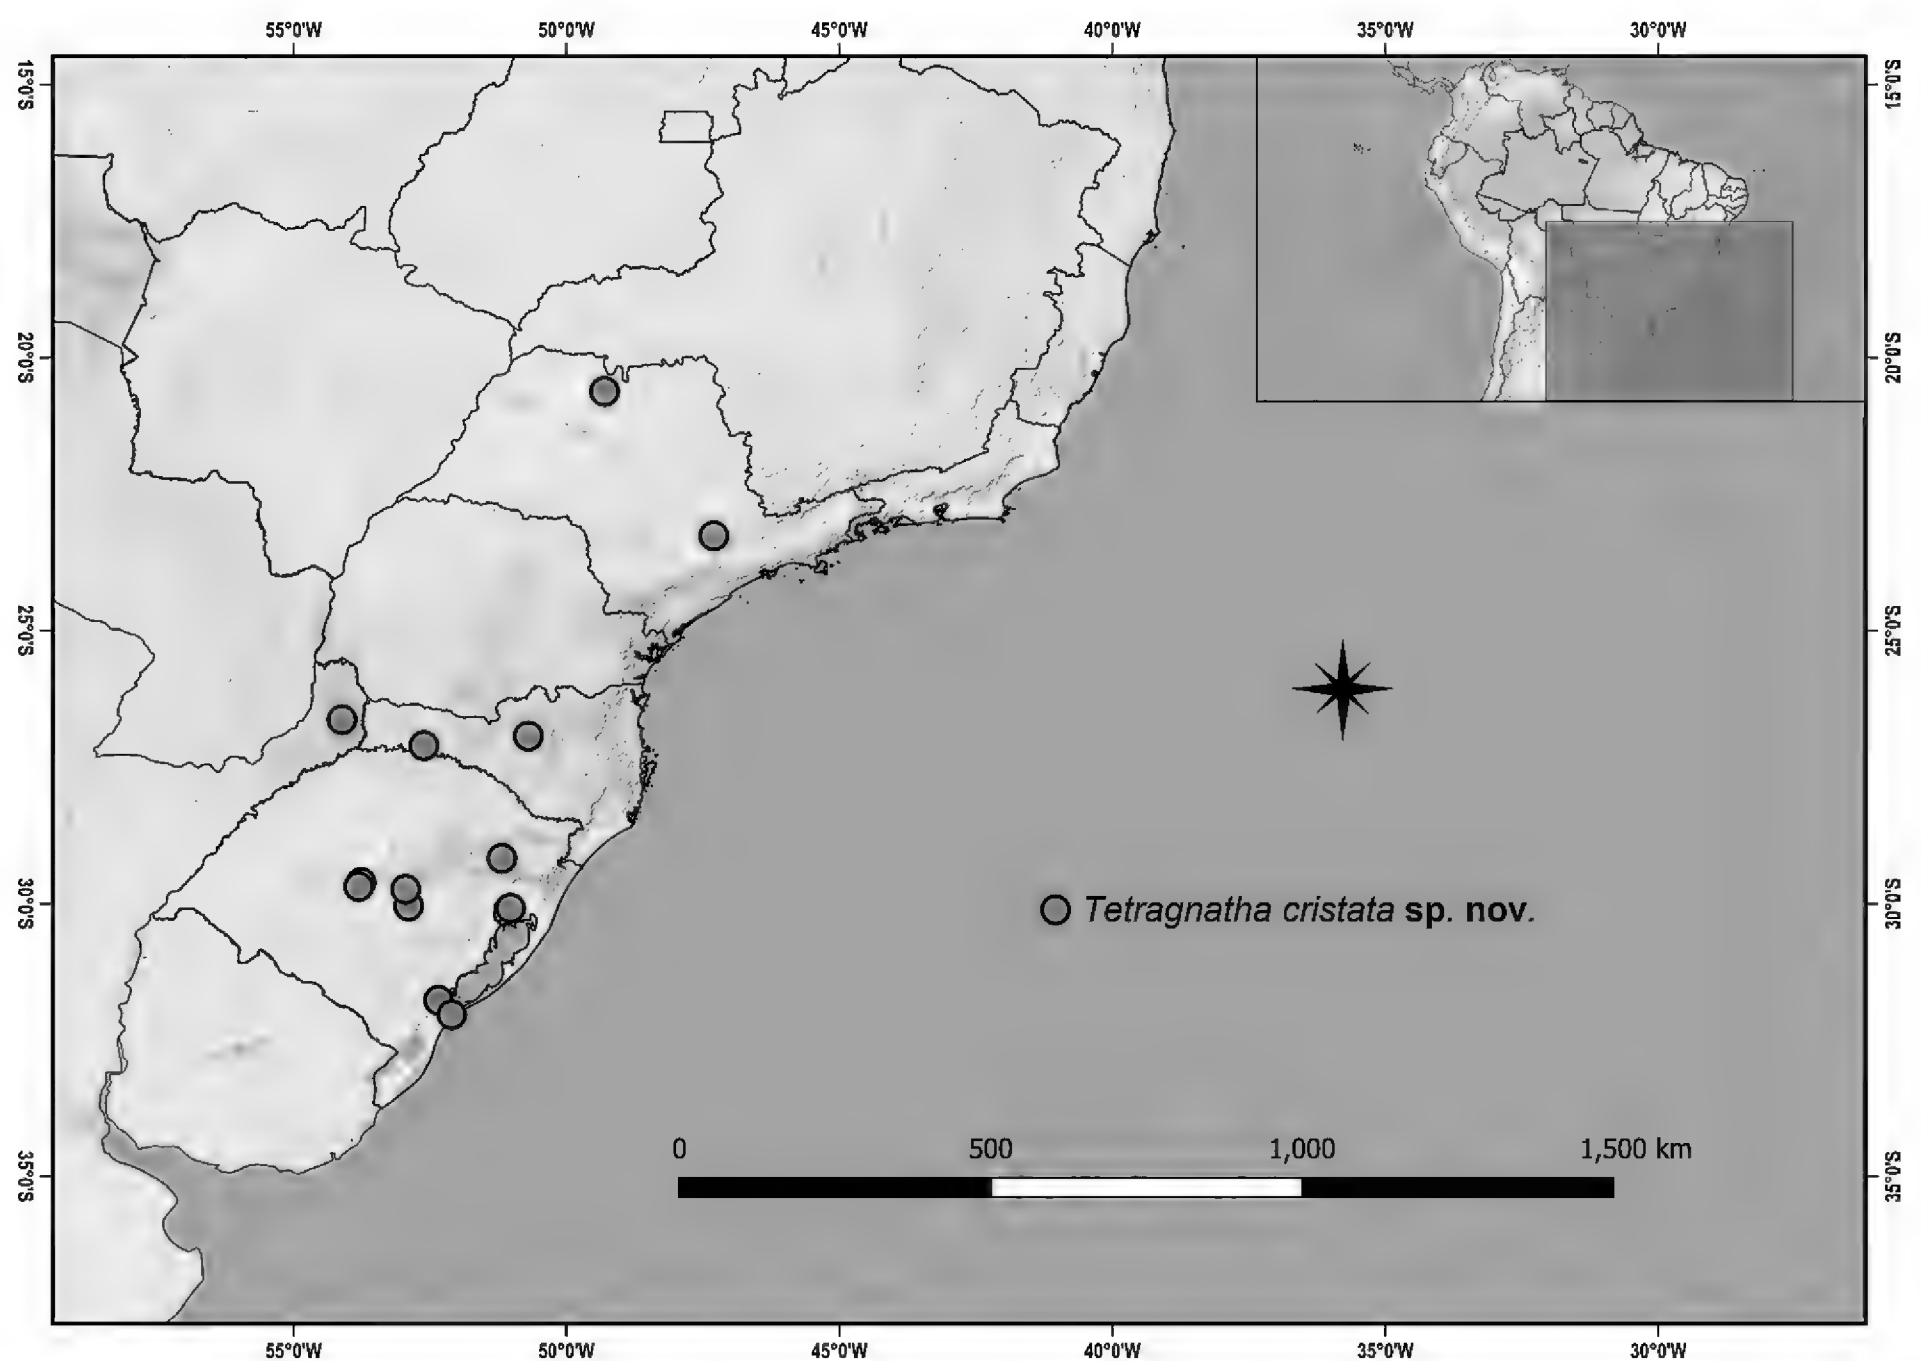 55°0'W 50°0'W 45°0'W 40°0'W 35°0'W 30°0'W
15°0'S 15°0'S
20°0'S 20°0'S
25°0'S 25°0'S
Tetragnatha cristata sp. nov.
30°0'S 30°0'S
0 500 1,000 1,500 km
35°0'S 35°0'S
55°0'W 50°0'W 45°0'W 40°0'W 35°0'W 30°0'W